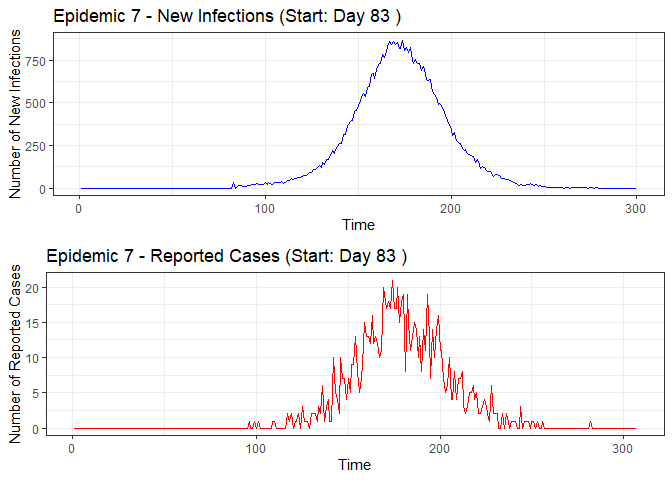 Epidemic 7 - New Infections (Start: Day 83 )
Number of New Infections
750
500
250
0
0
100
200
300
Time
Epidemic 7 - Reported Cases (Start: Day 83 )
Number of Reported Cases
20
15
10
5
0
0
100
200
300
Time